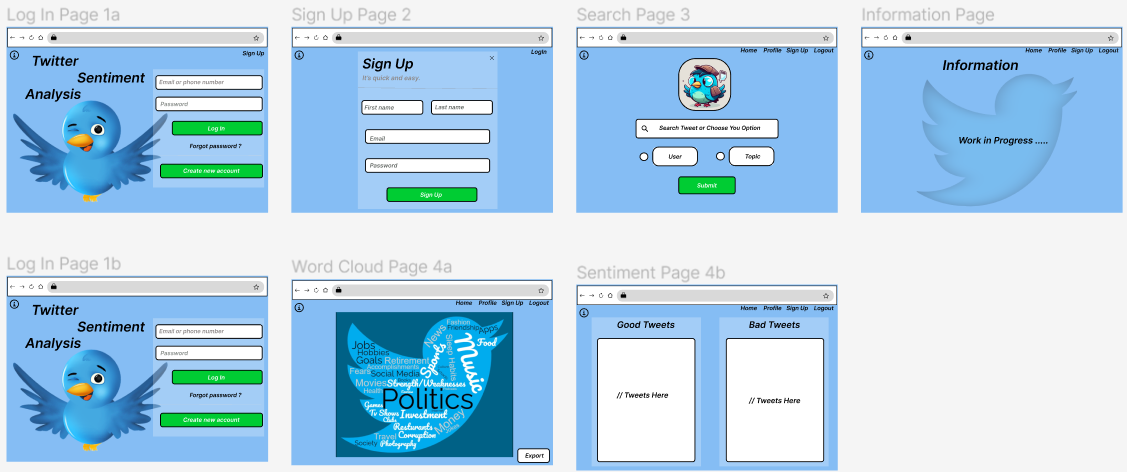 Log In Page 1a
Sign Up
Twitter
Sentiment
Analysis
Email or phone number
Password
Log In
Forgot password ?
Create new account
Sign Up Page 2
LogIn
Sign Up
It's quick and easy.
First name
Last name
Email
Password
Sign Up
Search Page 3
Home Profile Sign Up Logout
Search Tweet or Choose You Option
User
Topic
Submit
Information Page
Home Profile Sign Up Logout
Information
Work in Progress .....
Log In Page 1b
Twitter
Sentiment
Analysis
Email or phone number
Password
Log In
Forgot password ?
Create new account
Word Cloud Page 4a
Home Profile Sign Up Logout
Fashion
Friendship
APPS
News
Food
Jobs
Hobbies
Goals
Retirement
Accomplishments
Fears
Social Media
Sports
Sleep Habits
Music
Movies
Strength/Weaknesses
Health
Politics
Games
Tv Shows
Investment
Clubs
Resturants
Money
Travel
Corruption
Society
Photography
Export
Sentiment Page 4b
Home Profile Sign Up Logout
Good Tweets
Bad Tweets
// Tweets Here
// Tweets Here